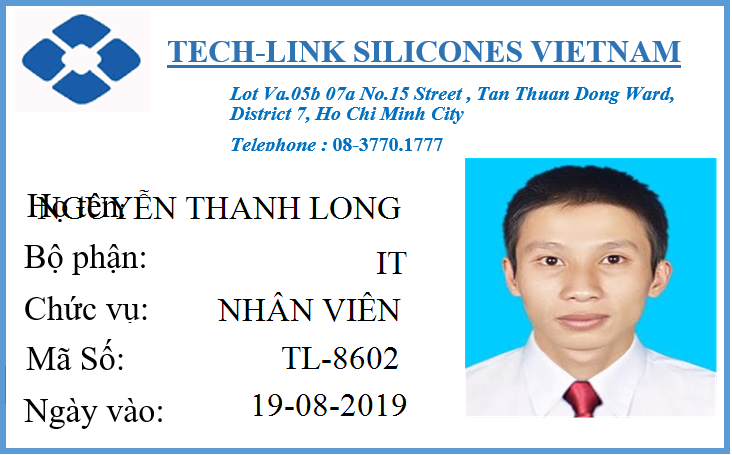 TECH-LINK SILICONES VIETNAM
Lot Va.05b 07a No.15 Street , Tan Thuan Dong Ward,
District 7, Ho Chi Minh City
Telephone : 08-3770.1777
Họ tên: NGUYỄN THANH LONG
Bộ phận: IT
Chức vụ: NHÂN VIÊN
Mã Số: TL-8602
Ngày vào: 19-08-2019